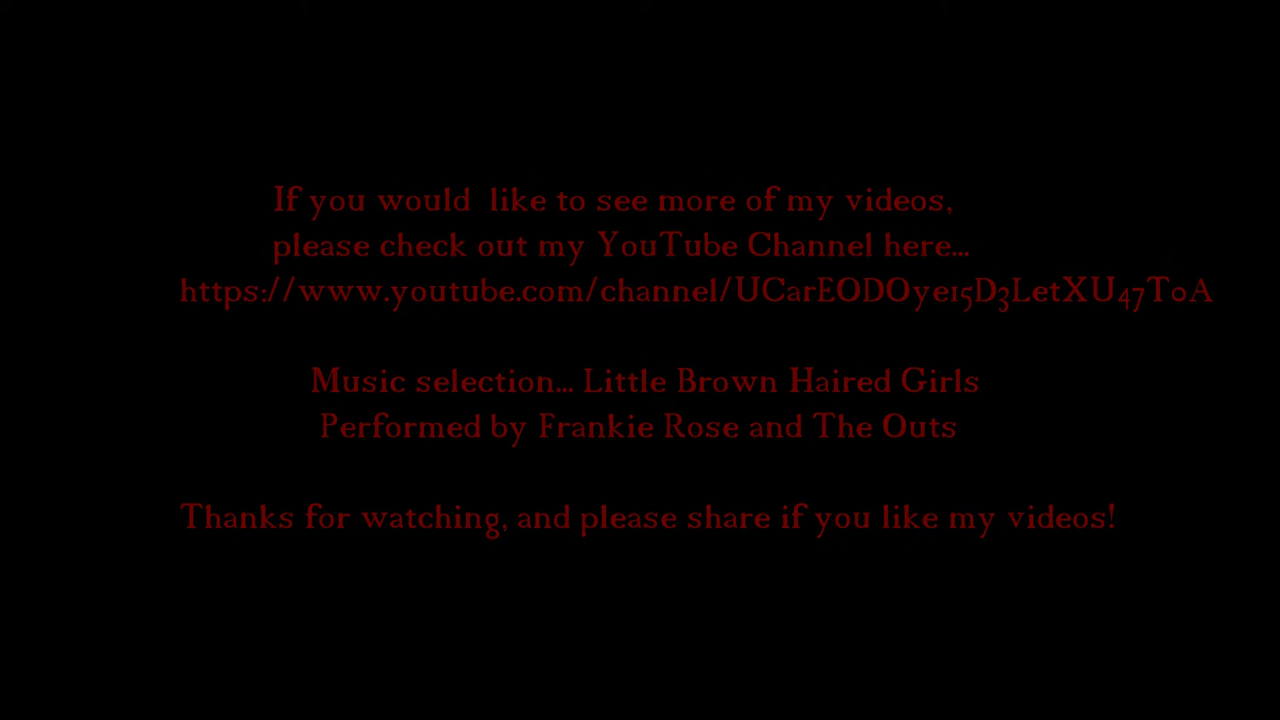 If you would like to see more of my videos,
please check out my YouTube Channel here...
https://www.youtube.com/channel/UCarEODOye15D3LetXU47T0A
Music selection... Little Brown Haired Girls
Performed by Frankie Rose and The Outs
Thanks for watching, and please share if you like my videos!